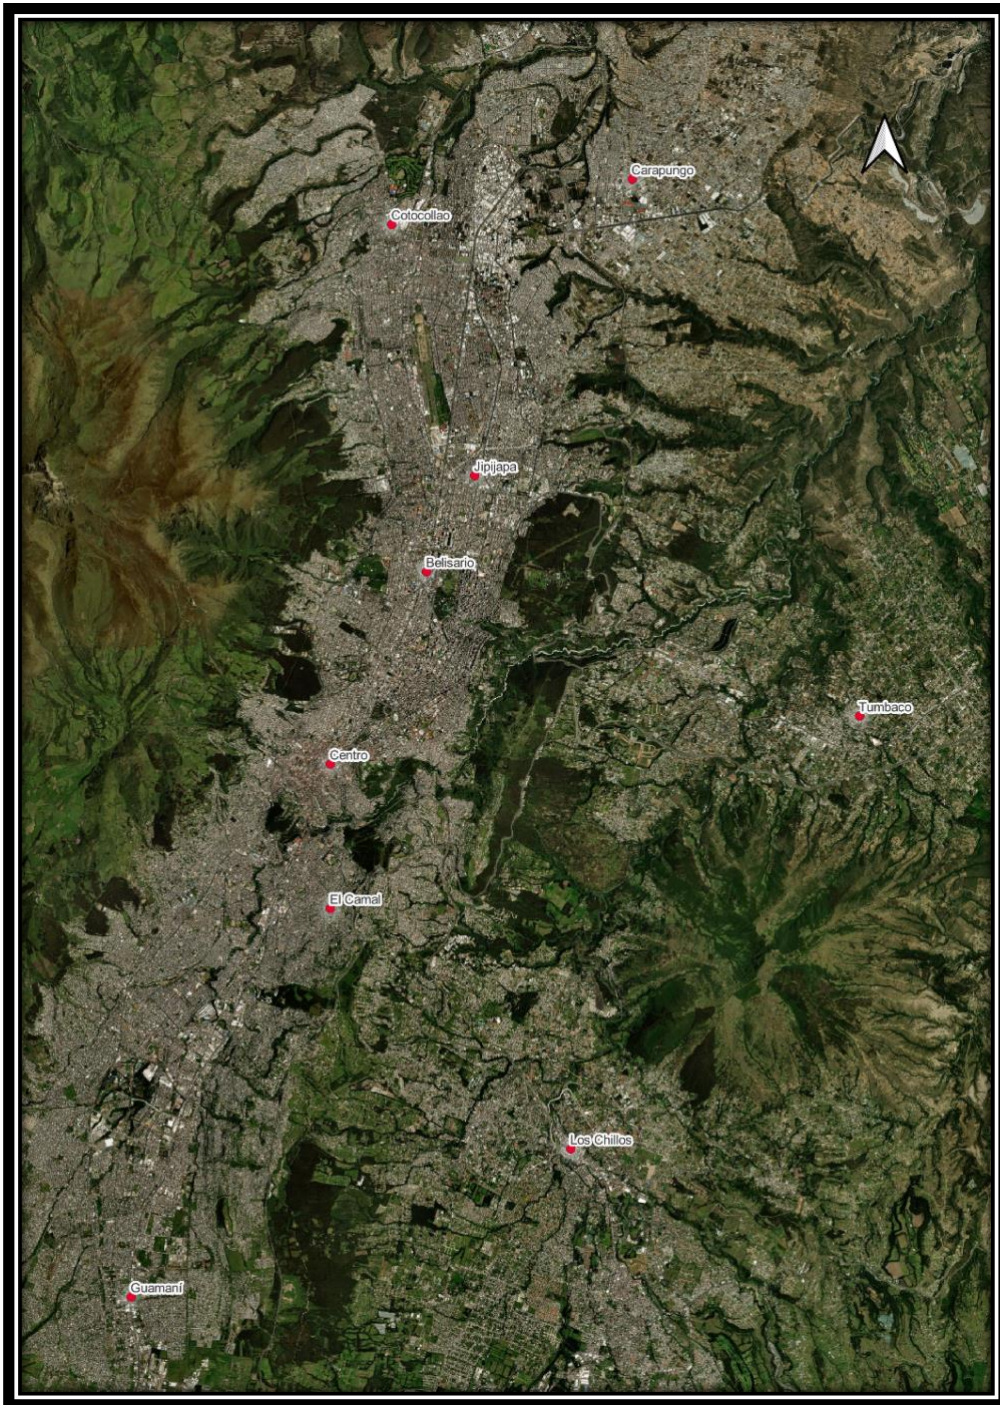 Carapungo
Cotocollao
Jipijapa
Belisario
Tumbaco
Centro
El Camal
Los Chillos
Guamaní